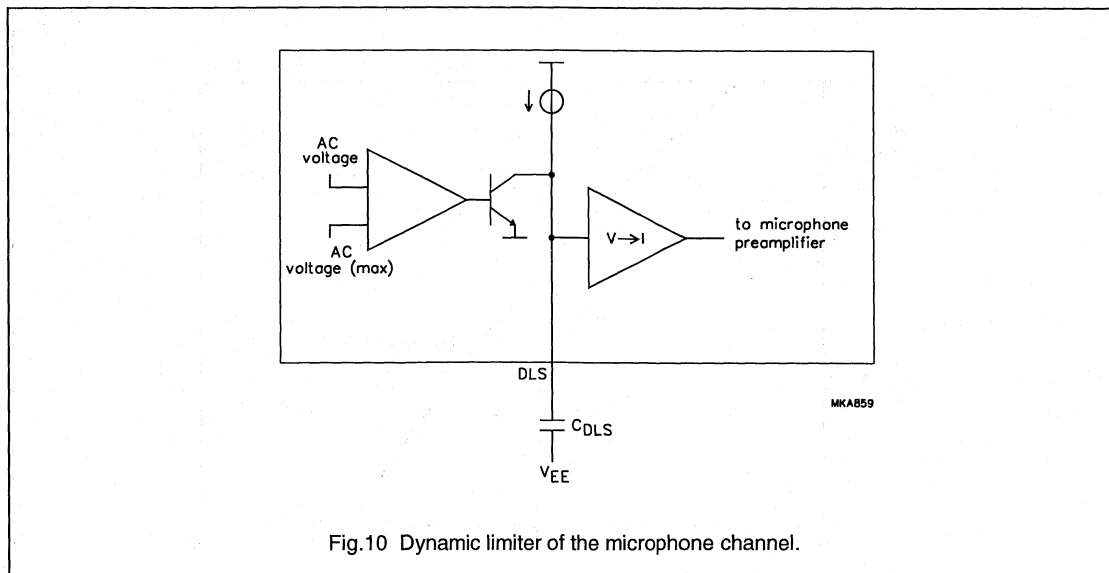 AC
voltage
AC
voltage (max)
V→I
to microphone
preamplifier
DLS
MKA859
CDLS
VEE
Fig.10 Dynamic limiter of the microphone channel.